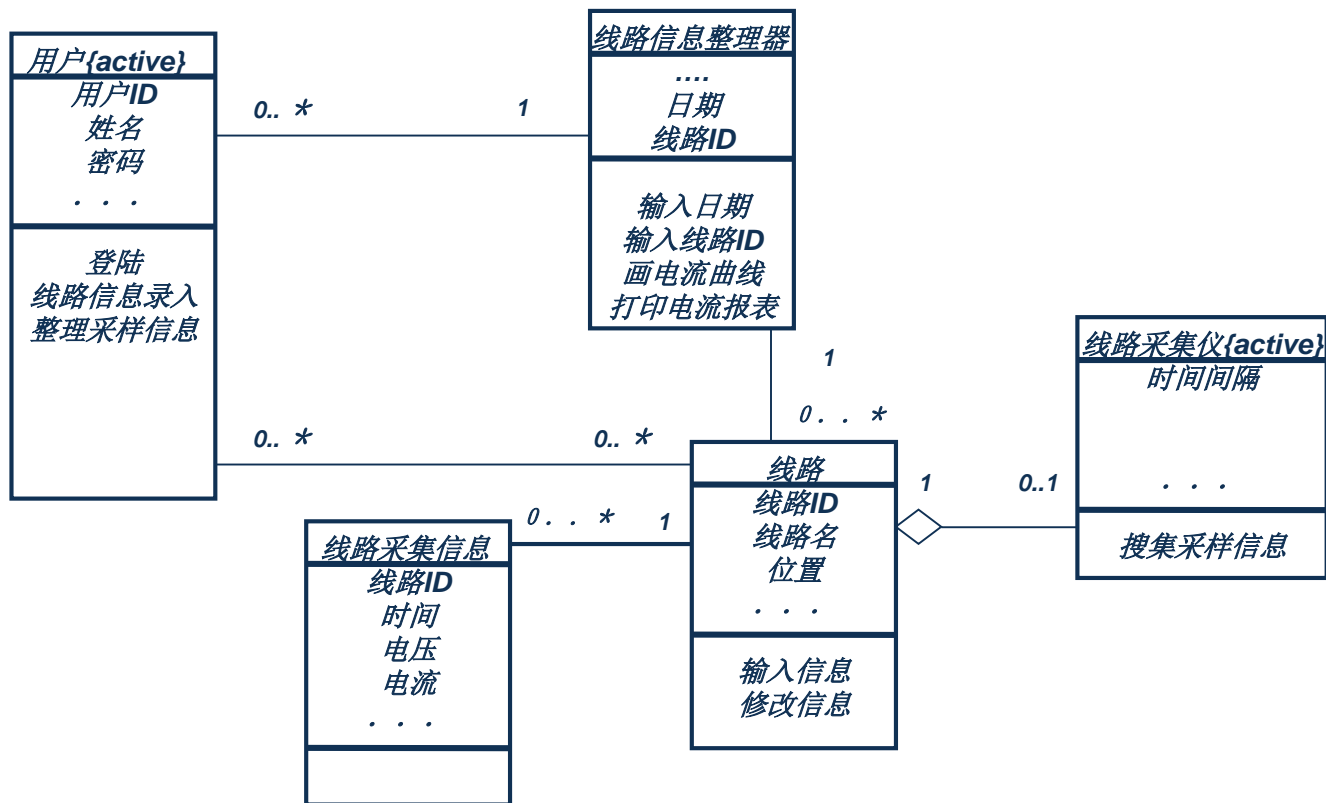 用户{active}
用户ID
姓名
密码
. . .
登陆
线路信息录入
整理采样信息
0.. *
1
线路信息整理器
....
日期
线路ID
输入日期
输入线路ID
画电流曲线
打印电流报表
1
0 . . *
0.. *
0.. *
线路
线路ID
线路名
位置
. . .
输入信息
修改信息
0 . . *
1
线路采集信息
线路ID
时间
电压
电流
. . .
1
0..1
线路采集仪{active}
时间间隔
. . .
搜集采样信息